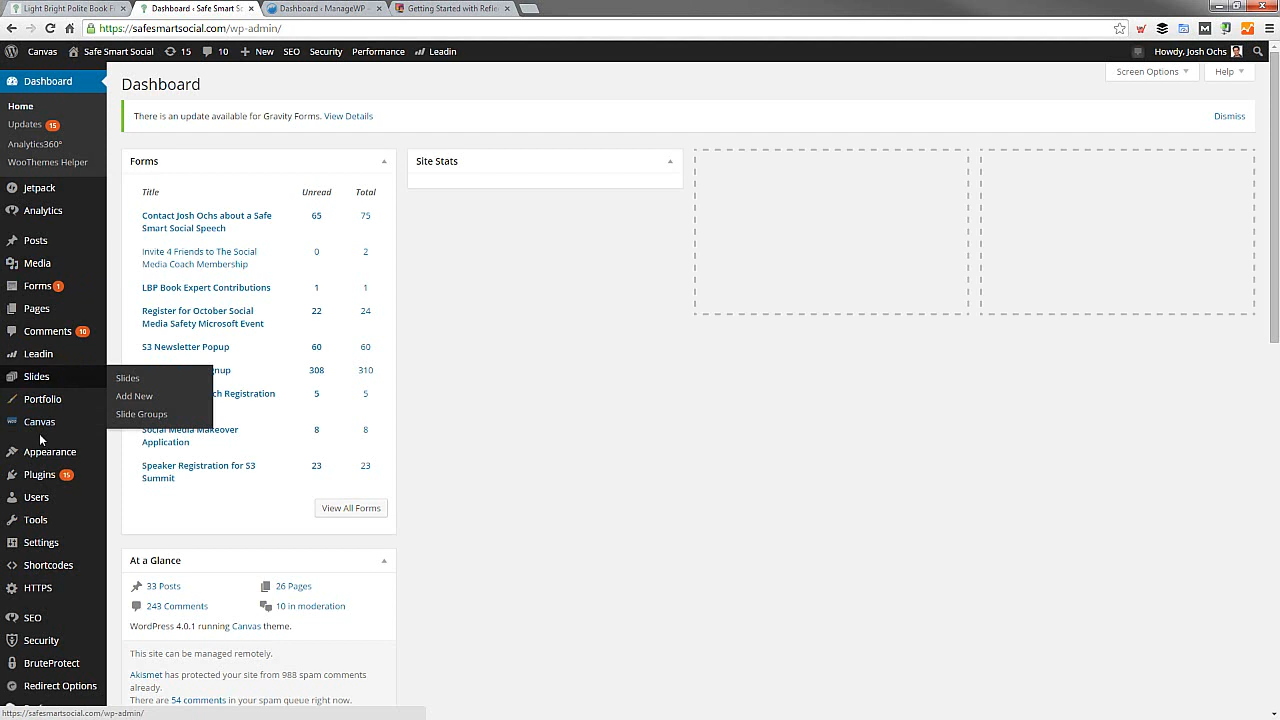 Light Bright Polite Book F
Dashboard ‹ Safe Smart S
Dashboard ‹ ManageWP –
Getting Started with Refle
https://safesmartsocial.com/wp-admin/
Canvas
Safe Smart Social
15
10
New
SEO
Security
Performance
Leadin
Howdy, Josh Ochs
Dashboard
Home
Updates 15
Analytics360°
WooThemes Helper
Jetpack
Analytics
Posts
Media
Forms 1
Pages
Comments 10
Leadin
Slides
Portfolio
Canvas
Appearance
Plugins 15
Users
Tools
Settings
Shortcodes
HTTPS
SEO
Security
BruteProtect
Redirect Options
Slides
Add New
Slide Groups
Dashboard
Screen Options
Help
There is an update available for Gravity Forms. View Details
Dismiss
Forms
Title Unread Total
Contact Josh Ochs about a Safe 65 75
Smart Social Speech
Invite 4 Friends to The Social 0 2
Media Coach Membership
LBP Book Expert Contributions 1 1
Register for October Social 22 24
Media Safety Microsoft Event
S3 Newsletter Popup 60 60
gnup 308 310
ch Registration 5 5
Social Media Makeover 8 8
Application
Speaker Registration for S3 23 23
Summit
View All Forms
Site Stats
At a Glance
33 Posts
26 Pages
243 Comments
10 in moderation
WordPress 4.0.1 running Canvas theme.
This site can be managed remotely.
Akismet has protected your site from 988 spam comments
already.
There are 54 comments in your spam queue right now.
https://safesmartsocial.com/wp-admin/